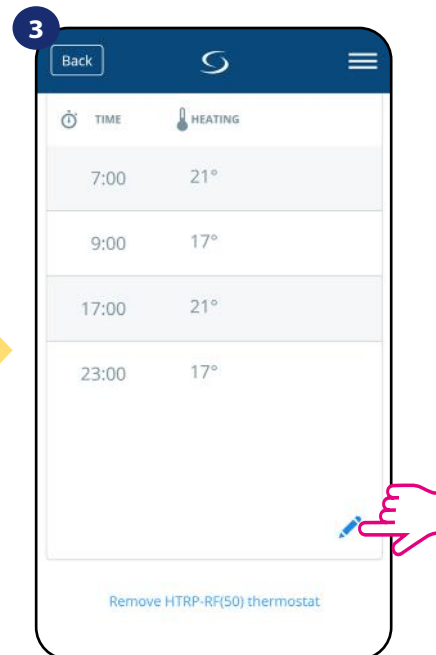 3
Back
TIME HEATING
7:00 21°
9:00 17°
17:00 21°
23:00 17°
Remove HTRP-RF(50) thermostat